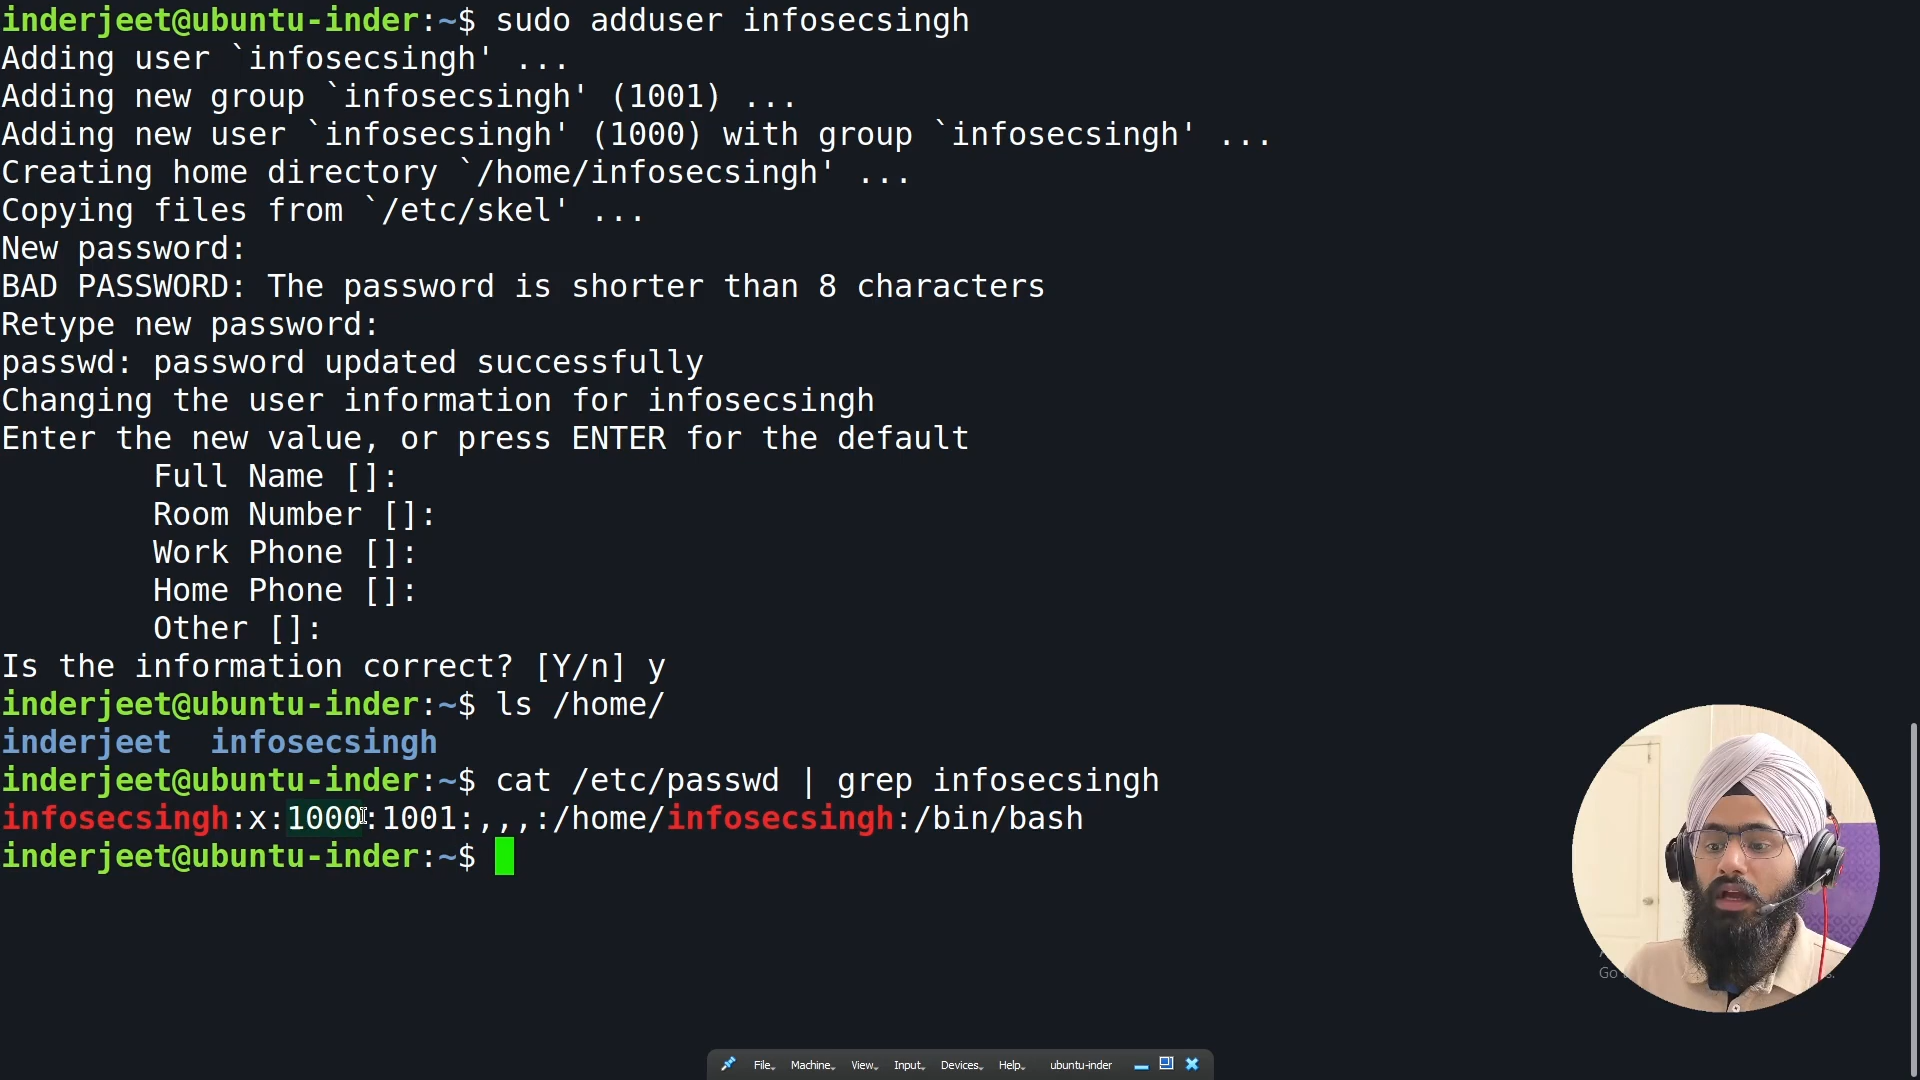 inderjeet@ubuntu-inder:~$ sudo adduser infosecsingh
Adding user `infosecsingh' ...
Adding new group `infosecsingh' (1001) ...
Adding new user `infosecsingh' (1000) with group `infosecsingh' ...
Creating home directory `/home/infosecsingh' ...
Copying files from `/etc/skel' ...
New password:
BAD PASSWORD: The password is shorter than 8 characters
Retype new password:
passwd: password updated successfully
Changing the user information for infosecsingh
Enter the new value, or press ENTER for the default
        Full Name []:
        Room Number []:
        Work Phone []:
        Home Phone []:
        Other []:
Is the information correct? [Y/n] y
inderjeet@ubuntu-inder:~$ ls /home/
inderjeet  infosecsingh
inderjeet@ubuntu-inder:~$ cat /etc/passwd | grep infosecsingh
infosecsingh:x:1000:1001:,,,:/home/infosecsingh:/bin/bash
inderjeet@ubuntu-inder:~$
Go
File Machine View Input Devices Help ubuntu-inder